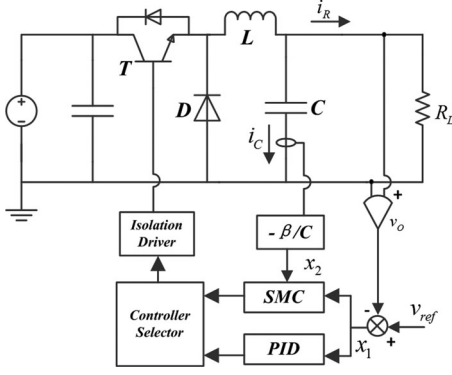 i_R
L
T
D
C
i_C
R_L
+
v_o
Isolation
Driver
- β/C
x_2
-
v_ref
+
SMC
Controller
Selector
x_1
PID